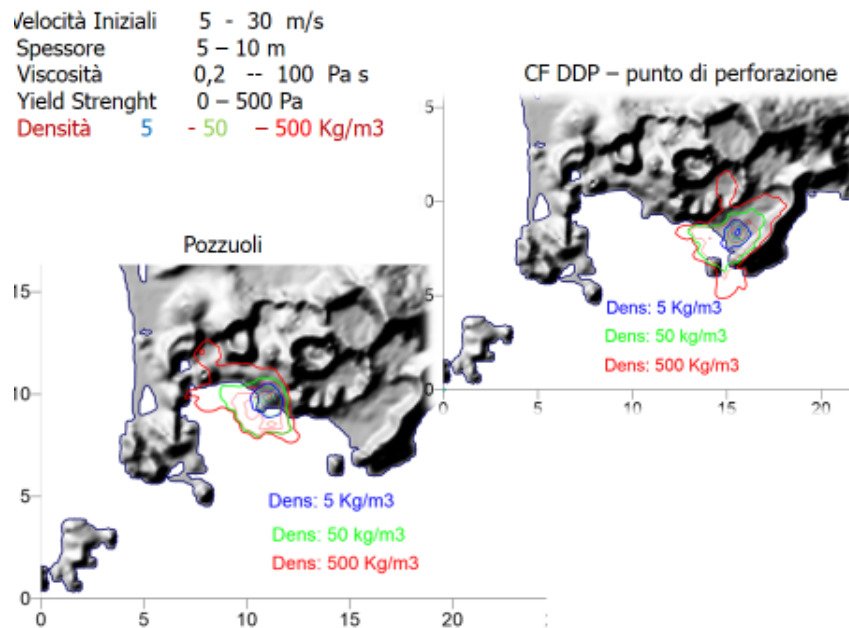 Velocità Iniziali 5 - 30 m/s
Spessore 5 – 10 m
Viscosità 0,2 -- 100 Pa s
Yield Strenght 0 – 500 Pa
Densità 5 - 50 – 500 Kg/m3
CF DDP – punto di perforazione
5
0
5
0
0 5 10 15 20
Dens: 5 Kg/m3
Dens: 50 kg/m3
Dens: 500 Kg/m3
Pozzuoli
15
10
5
0
0 5 10 15 20
Dens: 5 Kg/m3
Dens: 50 kg/m3
Dens: 500 Kg/m3